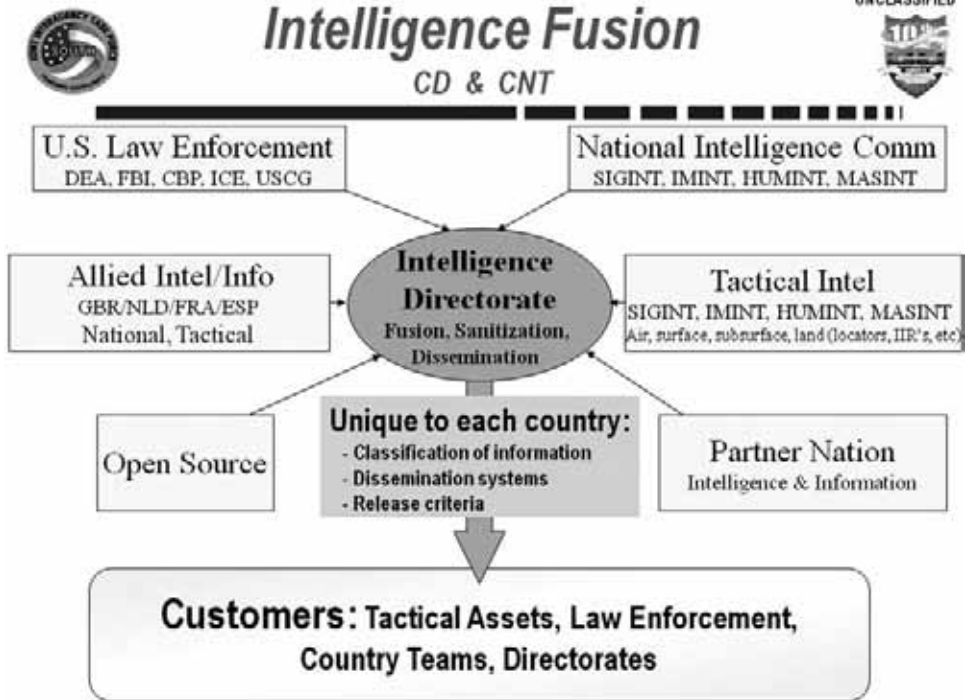 UNCLASSIFIED
Intelligence Fusion
CD & CNT
U.S. Law Enforcement
DEA, FBI, CBP, ICE, USCG
National Intelligence Comm
SIGINT, IMINT, HUMINT, MASINT
Allied Intel/Info
GBR/NLD/FRA/ESP
National, Tactical
Intelligence
Directorate
Fusion, Sanitization,
Dissemination
Tactical Intel
SIGINT, IMINT, HUMINT, MASINT
Air, surface, subsurface, land (locators, IIR's, etc)
Open Source
Unique to each country:
- Classification of information
- Dissemination systems
- Release criteria
Partner Nation
Intelligence & Information
Customers: Tactical Assets, Law Enforcement,
Country Teams, Directorates